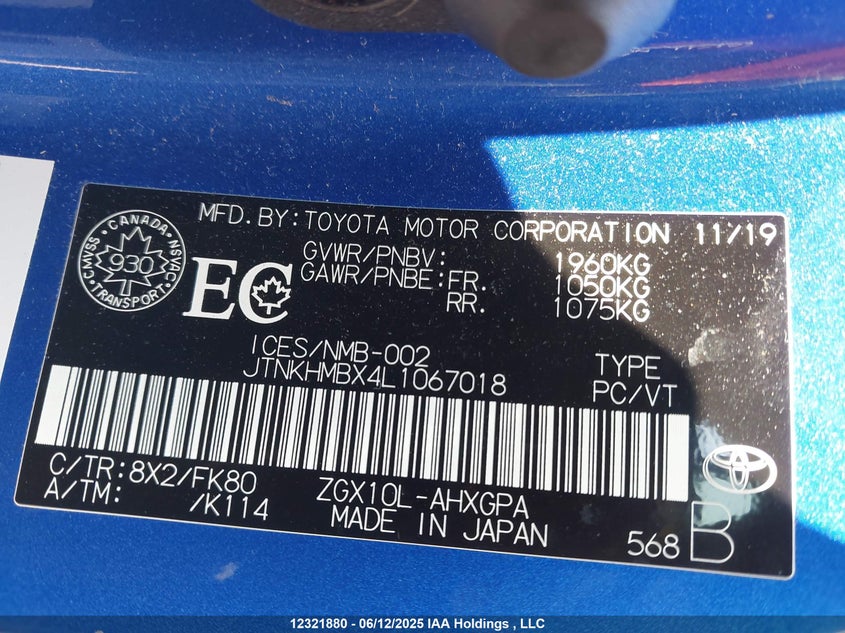 MFD.BY:TOYOTA MOTOR CORPORATION 11/19
CANADA
CMVSS 930 NSVAC
TRANSPORT
EC
GVWR/PNBV: 1960KG
GAWR/PNBE:FR. 1050KG
RR. 1075KG
ICES/NMB-002
JTNKHMBX4L1067018
TYPE
PC/VT
C/TR:8X2/FK80
A/TM: /K114
ZGX10L-AHXGPA
MADE IN JAPAN
568 B
12321880 - 06/12/2025 IAA Holdings , LLC